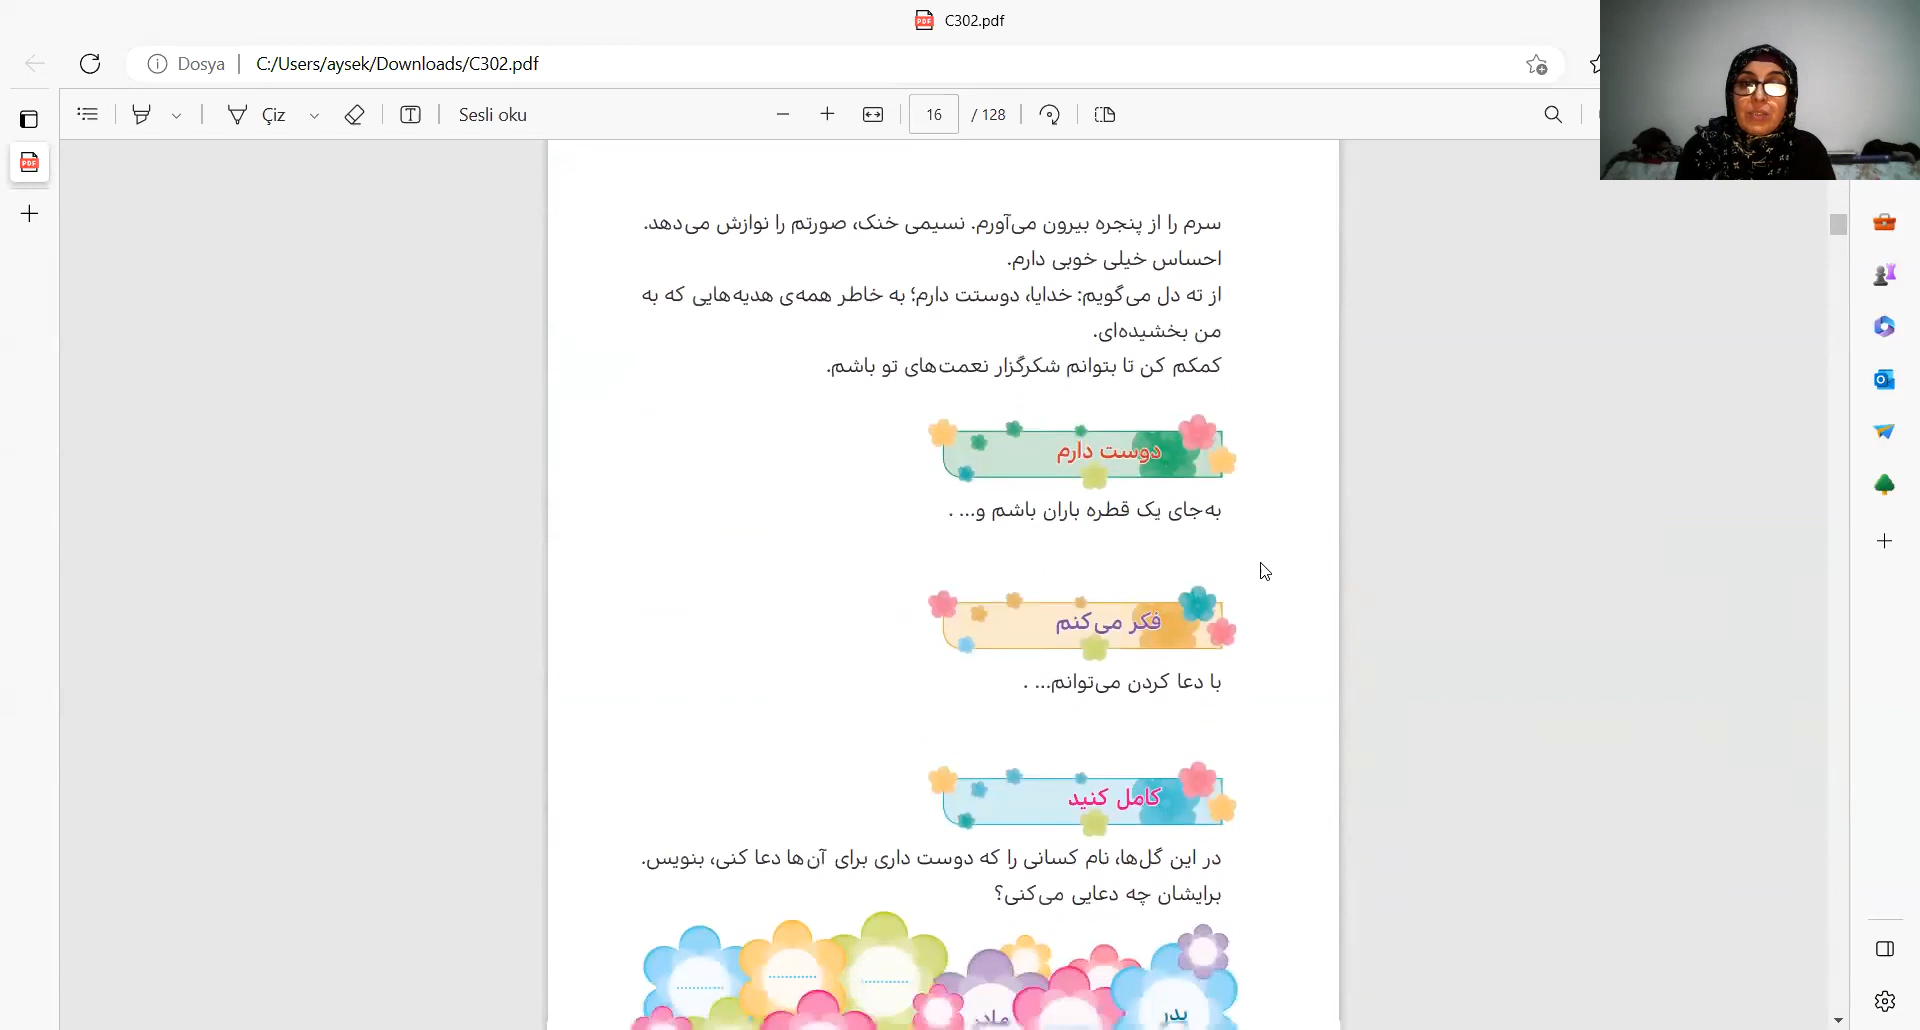 C302.pdf
Dosya
C:/Users/aysek/Downloads/C302.pdf
Çiz
Sesli oku
16
/ 128
سرم را از پنجره بیرون می‌آورم. نسیمی خنک، صورتم را نوازش می‌دهد.
احساس خیلی خوبی دارم.
از ته دل می‌گویم: خدایا، دوستت دارم؛ به خاطر همه‌ی هدیه‌هایی که به
من بخشیده‌ای.
کمکم کن تا بتوانم شکرگزار نعمت‌های تو باشم.
دوست دارم
به‌جای یک قطره باران باشم و... .
فکر می‌کنم
با دعا کردن می‌توانم... .
کامل کنید
در این گل‌ها، نام کسانی را که دوست داری برای آن‌ها دعا کنی، بنویس.
برایشان چه دعایی می‌کنی؟
پدر
مادر